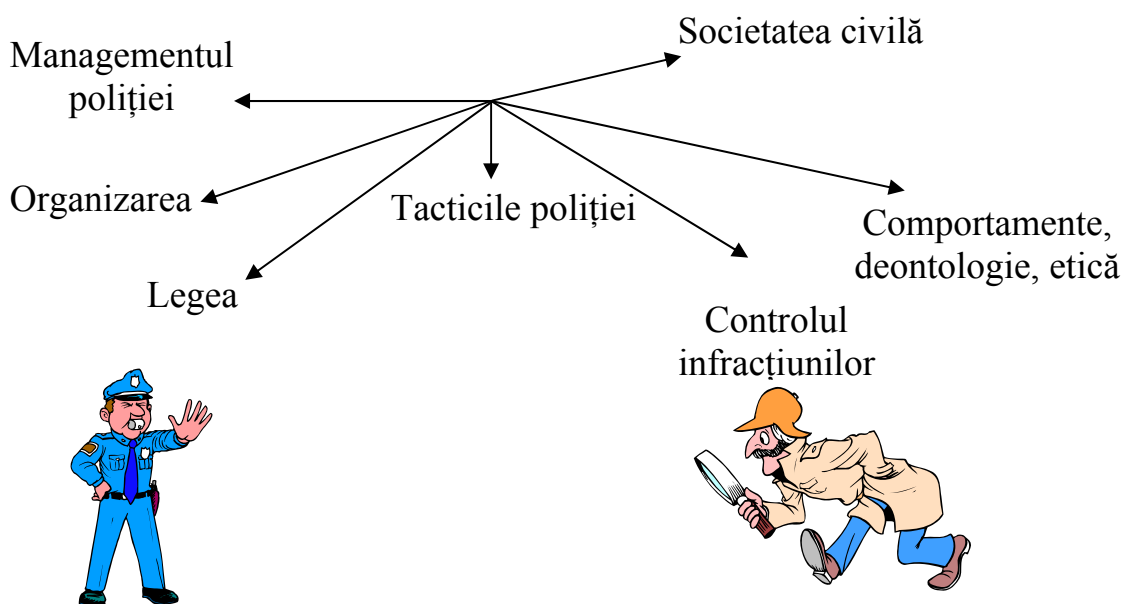 Managementul
poliției
Societatea civilă
Organizarea
Tacticile poliției
Comportamente,
deontologie, etică
Legea
Controlul
infracțiunilor